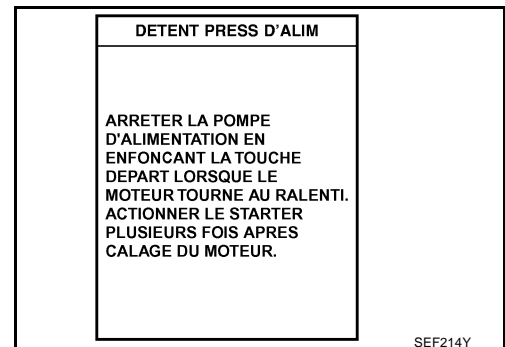 DETENT PRESS D'ALIM
ARRETER LA POMPE
D'ALIMENTATION EN
ENFONCANT LA TOUCHE
DEPART LORSQUE LE
MOTEUR TOURNE AU RALENTI.
ACTIONNER LE STARTER
PLUSIEURS FOIS APRES
CALAGE DU MOTEUR.
SEF214Y